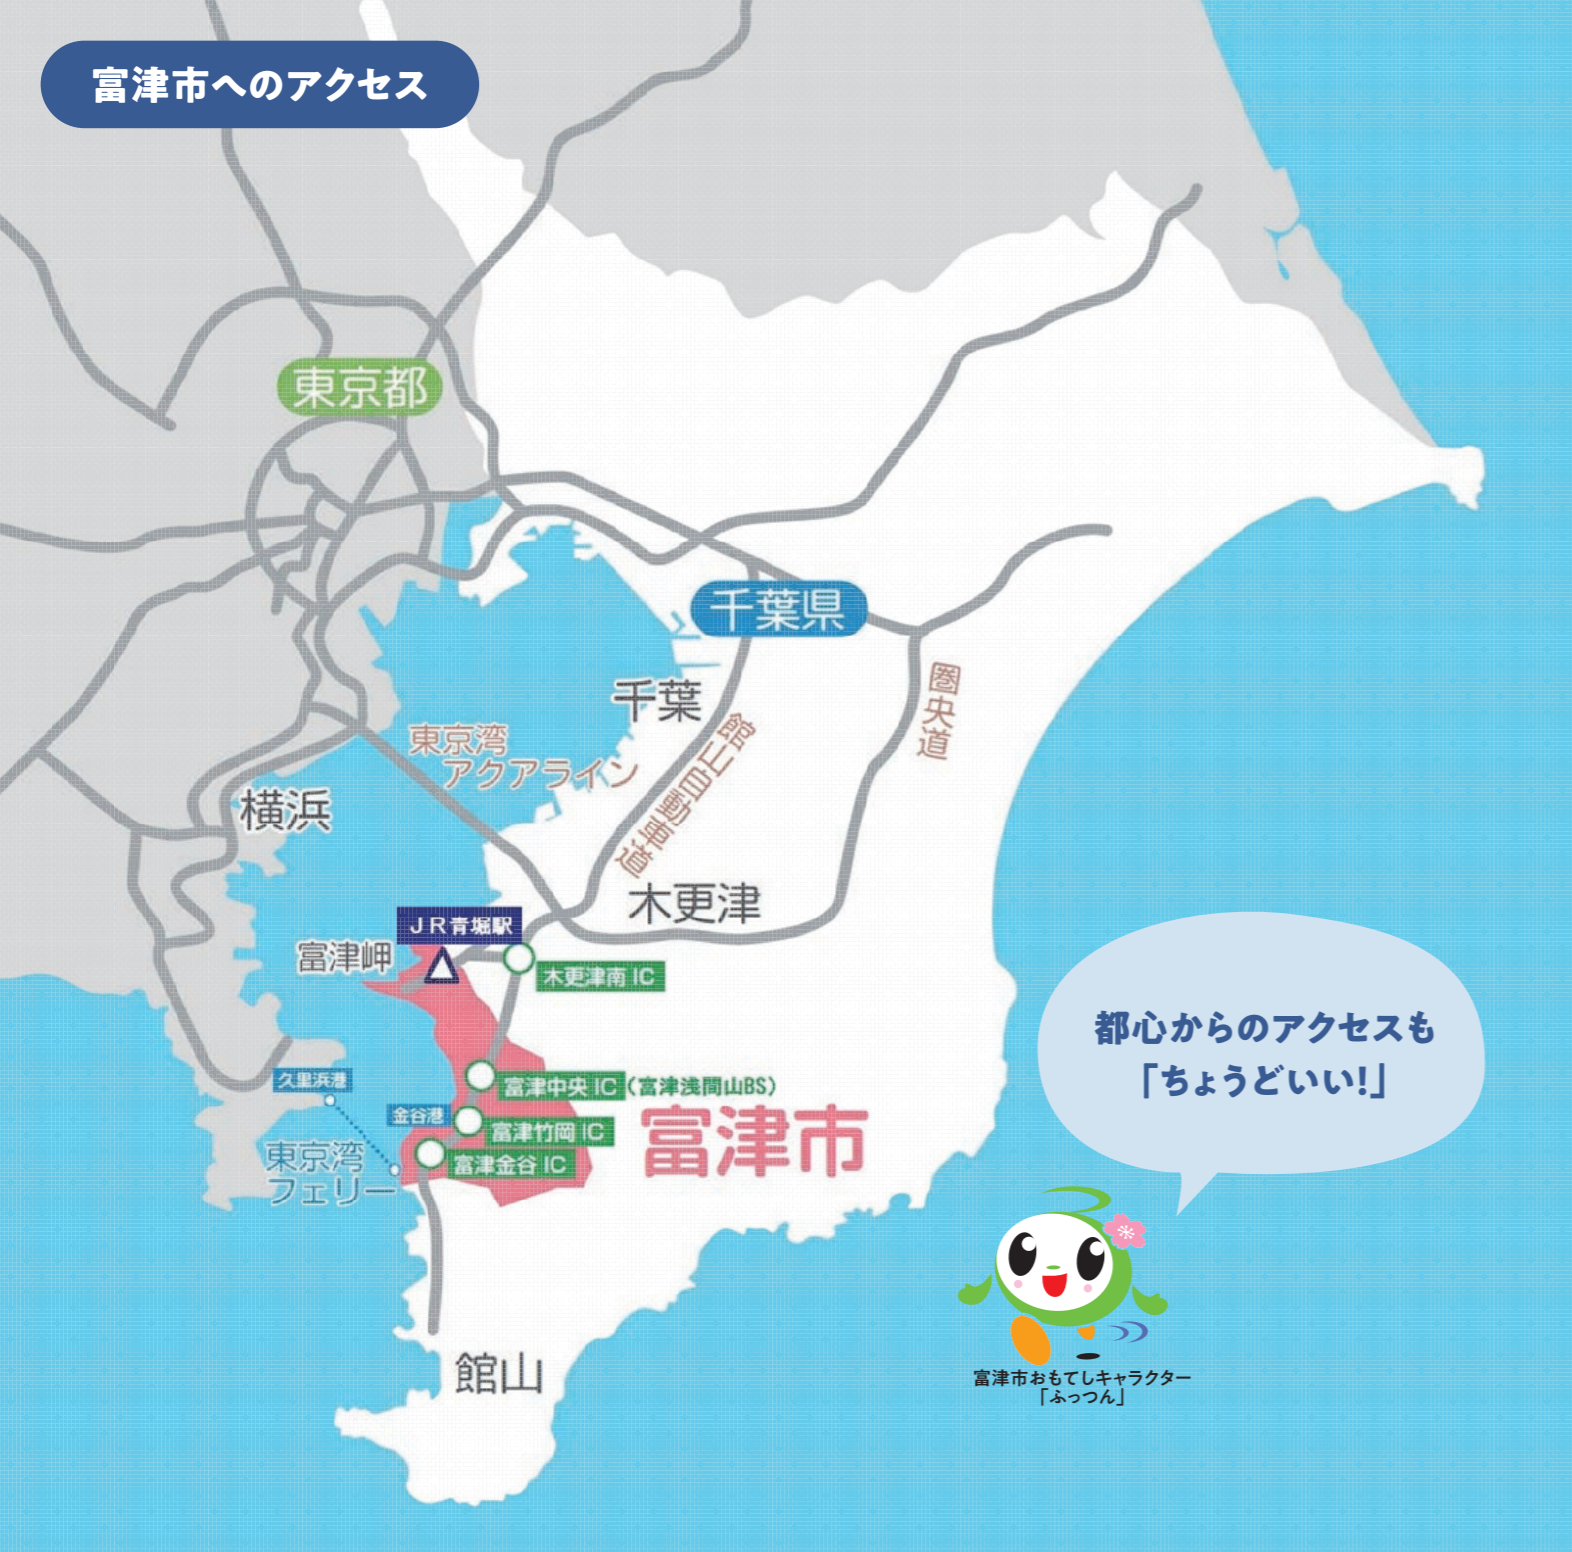 富津市へのアクセス
東京都
千葉県
千葉
圏央道
館山自動車道
東京湾
アクアライン
横浜
木更津
JR青堀駅
富津岬
木更津南 IC
久里浜港
富津中央 IC(富津浅間山BS)
金谷港
富津竹岡 IC
富津市
富津金谷 IC
東京湾
フェリー
館山
都心からのアクセスも
「ちょうどいい!」
富津市おもてしキャラクター
「ふっつん」